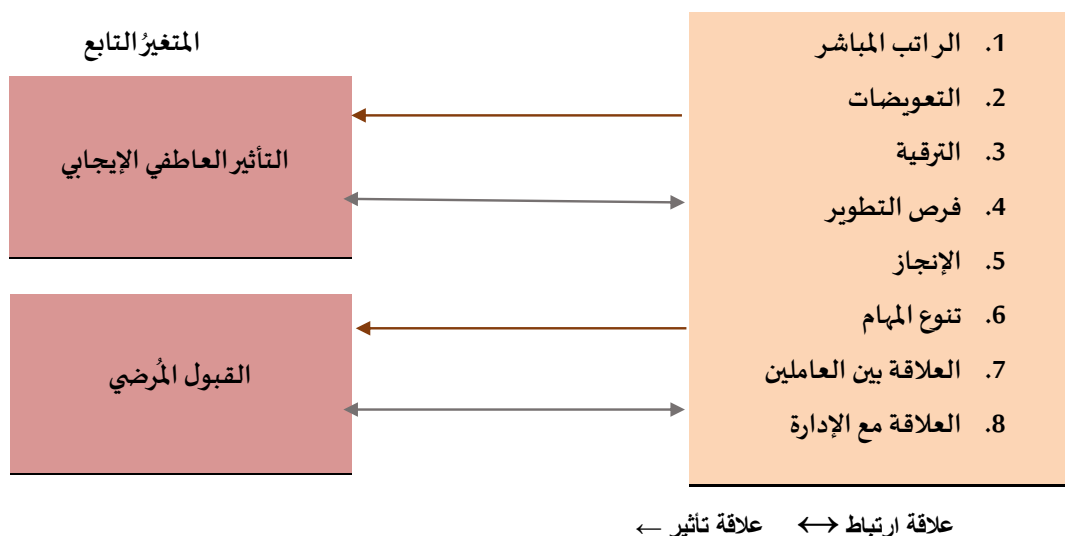 1. الراتب المباشر
2. التعويضات
3. الترقية
4. فرص التطوير
5. الإنجاز
6. تنوع المهام
7. العلاقة بين العاملين
8. العلاقة مع الإدارة
المتغيرُ التابع
التأثير العاطفي الإيجابي
القبول المُرضي
علاقة ارتباط ↔ علاقة تأثير ←